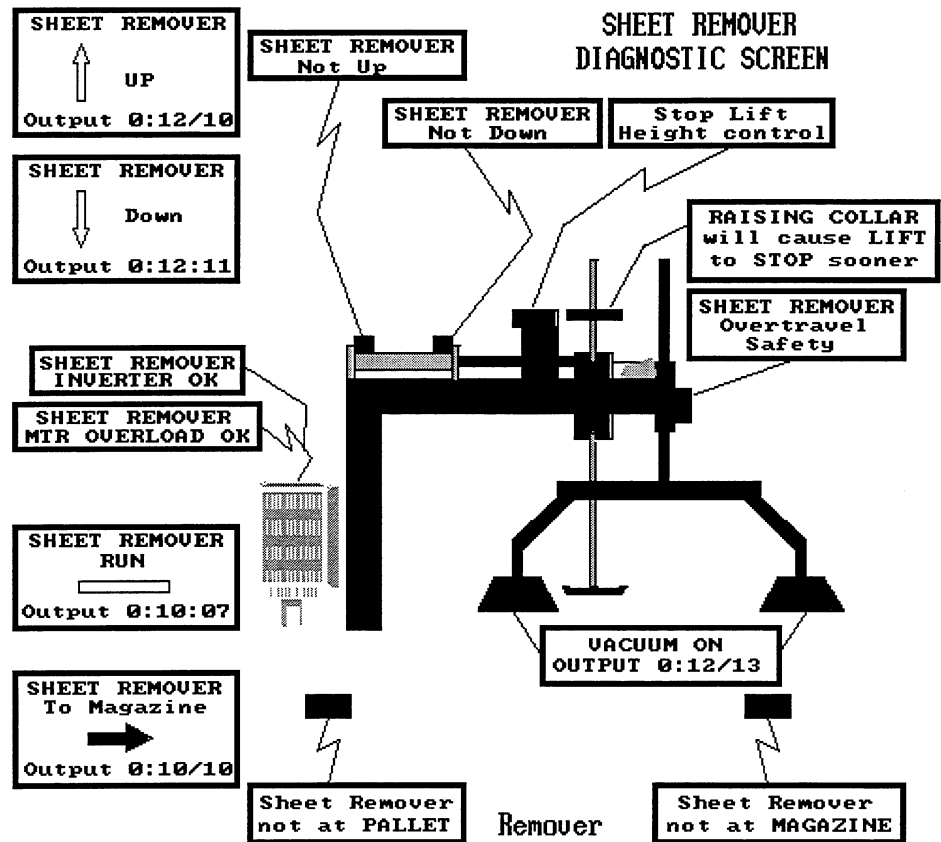 SHEET REMOVER
DIAGNOSTIC SCREEN
SHEET REMOVER
UP
Output 0:12/10
SHEET REMOVER
Not Up
SHEET REMOVER
Not Down
Stop Lift
Height control
SHEET REMOVER
Down
Output 0:12:11
RAISING COLLAR
will cause LIFT
to STOP sooner
SHEET REMOVER
Overtravel
Safety
SHEET REMOVER
INVERTER OK
SHEET REMOVER
MTR OVERLOAD OK
SHEET REMOVER
RUN
Output 0:10:07
VACUUM ON
OUTPUT 0:12/13
SHEET REMOVER
To Magazine
Output 0:10/10
Sheet Remover
not at PALLET
Remover
Sheet Remover
not at MAGAZINE